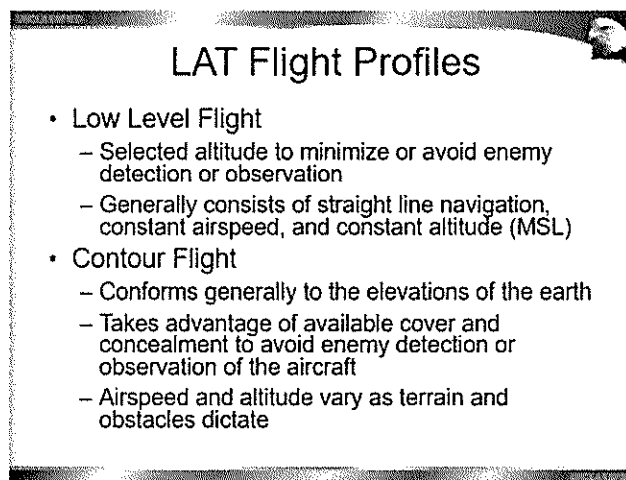 LAT Flight Profiles
• Low Level Flight
– Selected altitude to minimize or avoid enemy
detection or observation
– Generally consists of straight line navigation,
constant airspeed, and constant altitude (MSL)
• Contour Flight
– Conforms generally to the elevations of the earth
– Takes advantage of available cover and
concealment to avoid enemy detection or
observation of the aircraft
– Airspeed and altitude vary as terrain and
obstacles dictate